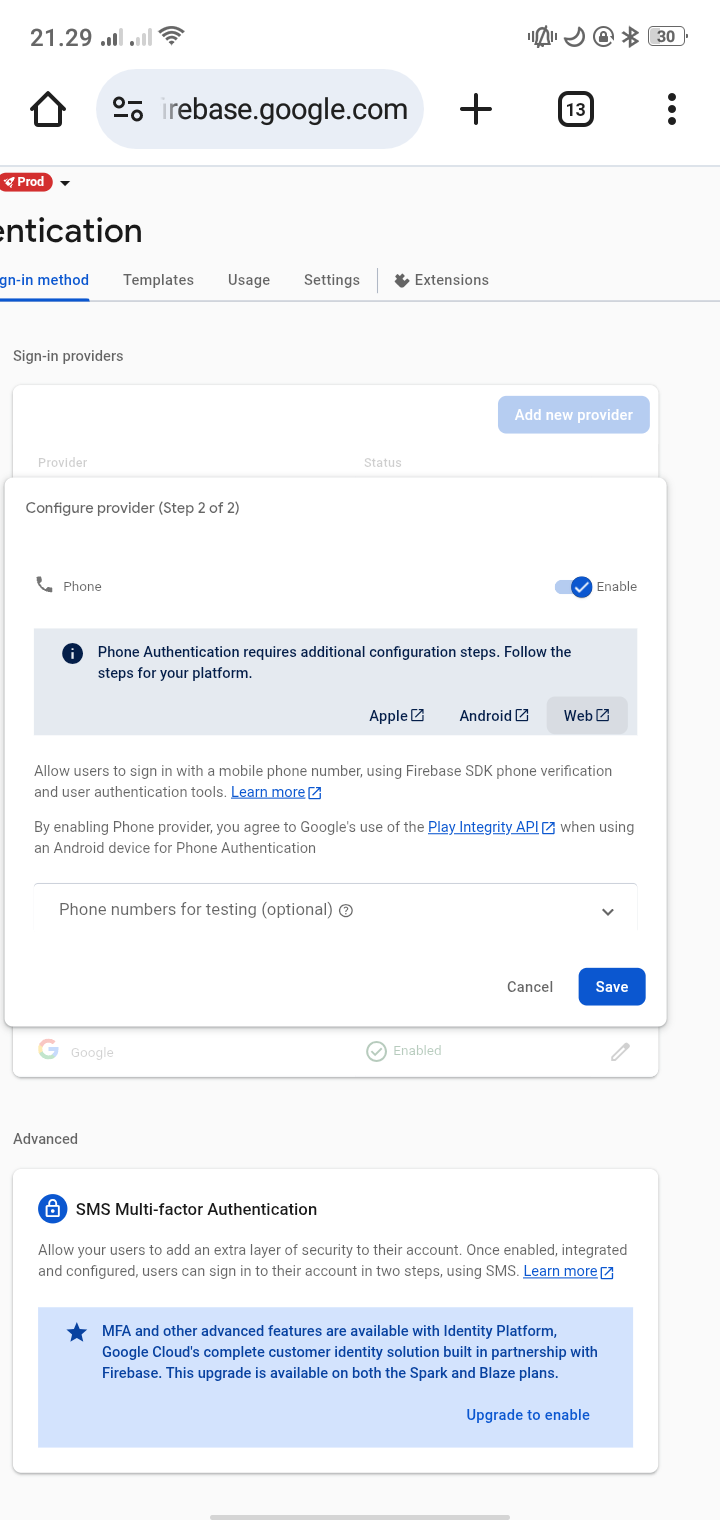 21.29
30
irebase.google.com
13
Prod
entication
gn-in method Templates Usage Settings Extensions
Sign-in providers
Add new provider
Provider Status
Configure provider (Step 2 of 2)
Phone Enable
Phone Authentication requires additional configuration steps. Follow the
steps for your platform.
Apple Android Web
Allow users to sign in with a mobile phone number, using Firebase SDK phone verification
and user authentication tools. Learn more
By enabling Phone provider, you agree to Google's use of the Play Integrity API when using
an Android device for Phone Authentication
Phone numbers for testing (optional)
Cancel Save
Google Enabled
Advanced
SMS Multi-factor Authentication
Allow your users to add an extra layer of security to their account. Once enabled, integrated
and configured, users can sign in to their account in two steps, using SMS. Learn more
MFA and other advanced features are available with Identity Platform,
Google Cloud's complete customer identity solution built in partnership with
Firebase. This upgrade is available on both the Spark and Blaze plans.
Upgrade to enable